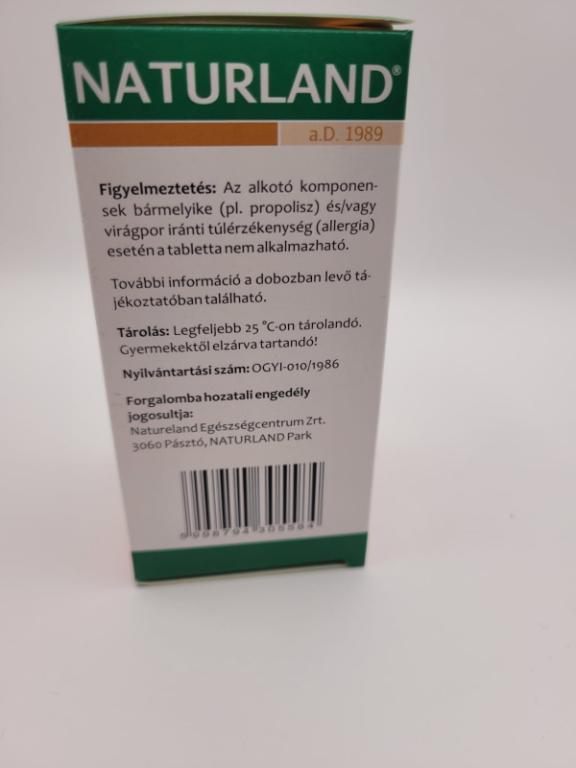 NATURLAND®
a.D. 1989
Figyelmeztetés: Az alkotó komponen-
sek bármelyike (pl. propolisz) és/vagy
virágpor iránti túlérzékenység (allergia)
esetén a tabletta nem alkalmazható.
További információ a dobozban levő tá-
jékoztatóban található.
Tárolás: Legfeljebb 25 °C-on tárolandó.
Gyermekektől elzárva tartandó!
Nyilvántartási szám: OGYI-010/1986
Forgalomba hozatali engedély
jogosultja:
Natureland Egészségcentrum Zrt.
3060 Pásztó, NATURLAND Park
5998794305584